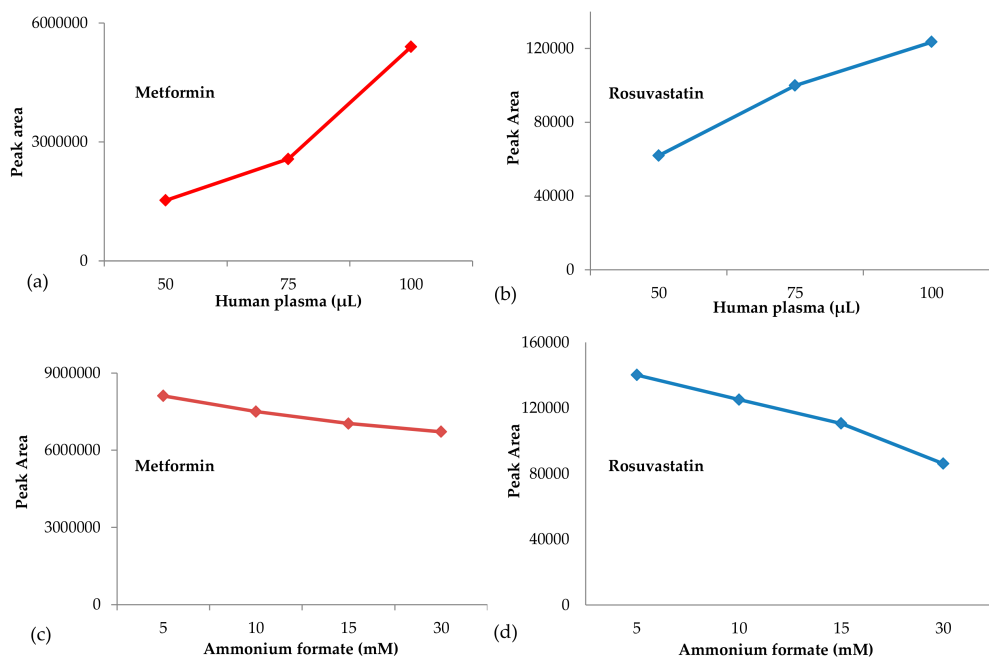 6000000
3000000
0
Peak area
Metformin
50 75 100
Human plasma (µL)
(a)
120000
80000
40000
0
Peak Area
Rosuvastatin
50 75 100
Human plasma (µL)
(b)
9000000
6000000
3000000
0
Peak Area
Metformin
5 10 15 30
Ammonium formate (mM)
(c)
160000
120000
80000
40000
0
Peak Area
Rosuvastatin
5 10 15 30
Ammonium formate (mM)
(d)